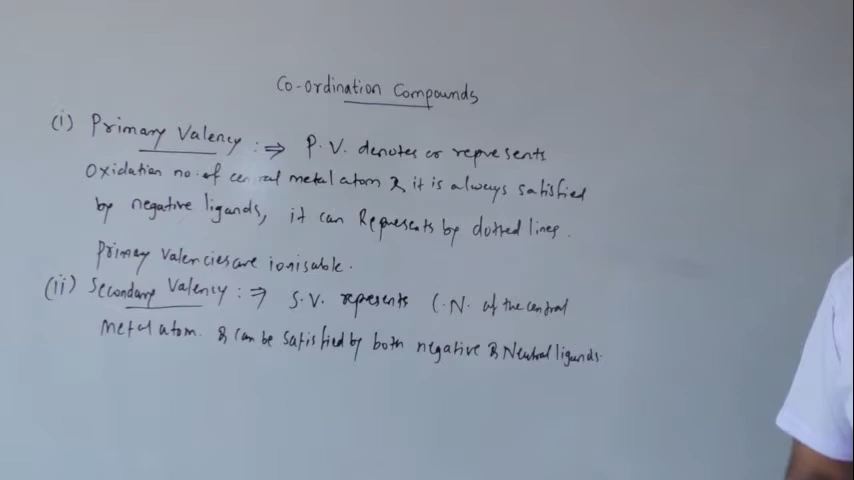 Co-ordination Compounds
(i) Primary Valency :⇒ P.V. denotes or represents
Oxidation no. of central metal atom & it is always satisfied
by negative ligands, it can Represents by dotted lines.
Primary Valencies are ionisable.
(ii) Secondary Valency :⇒ S.V. represents C.N. of the central
Metal atom. & can be satisfied by both negative & Neutral ligands.